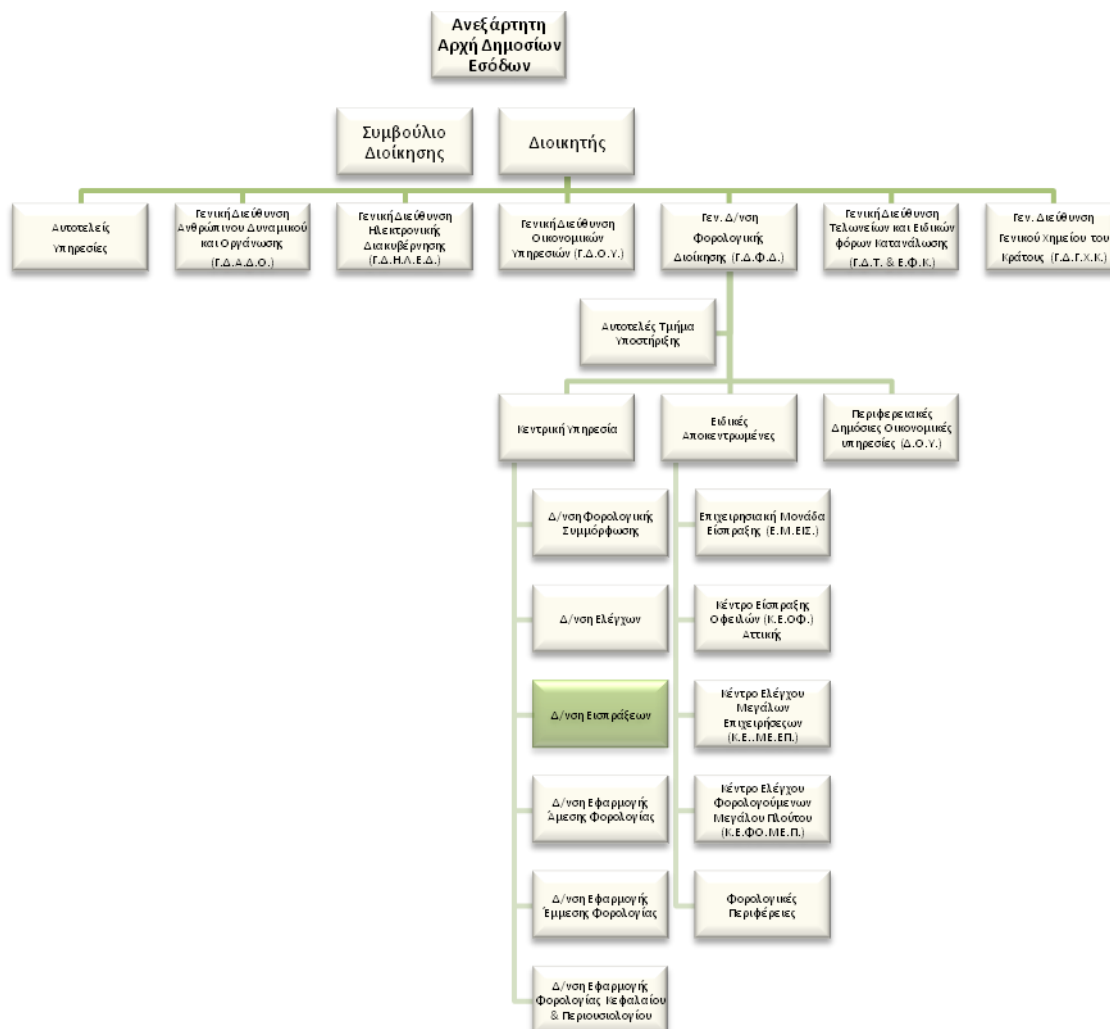 Ανεξάρτητη
Αρχή Δημοσίων
Εσόδων
Συμβούλιο
Διοίκησης
Διοικητής
Αυτοτελείς
Υπηρεσίες
Γενική Διεύθυνση
Ανθρώπινου Δυναμικού
και Οργάνωσης
(Γ.Δ.Α.Δ.Ο.)
Γενική Διεύθυνση
Ηλεκτρονικής
Διακυβέρνησης
(Γ.Δ.Η.Λ.Ε.Δ.)
Γενική Διεύθυνση
Οικονομικών
Υπηρεσιών (Γ.Δ.Ο.Υ.)
Γεν. Δ/νση
Φορολογικής
Διοίκησης (Γ.Δ.Φ.Δ.)
Γενική Διεύθυνση
Τελωνείων και Ειδικών
φόρων Κατανάλωσης
(Γ.Δ.Τ. & Ε.Φ.Κ.)
Γεν. Διεύθυνση
Γενικού Χημείου του
Κράτους (Γ.Δ.Γ.Χ.Κ.)
Αυτοτελές Τμήμα
Υποστήριξης
Κεντρική Υπηρεσία
Ειδικές
Αποκεντρωμένες
Περιφερειακές
Δημόσιες Οικονομικές
υπηρεσίες (Δ.Ο.Υ.)
Δ/νση Φορολογικής
Συμμόρφωσης
Δ/νση Ελέγχων
Δ/νση Εισπράξεων
Δ/νση Εφαρμογής
Άμεσης Φορολογίας
Δ/νση Εφαρμογής
Έμμεσης Φορολογίας
Δ/νση Εφαρμογής
Φορολογίας Κεφαλαίου
& Περιουσιολογίου
Επιχειρησιακή Μονάδα
Είσπραξης (Ε.Μ.ΕΙΣ.)
Κέντρο Είσπραξης
Οφειλών (Κ.Ε.ΟΦ.)
Αττικής
Κέντρο Ελέγχου
Μεγάλων
Επιχειρήσεςων
(Κ.Ε..ΜΕ.ΕΠ.)
Κέντρο Ελέγχου
Φορολογούμενων
Μεγάλου Πλούτου
(Κ.Ε.ΦΟ.ΜΕ.Π.)
Φορολογικές
Περιφέρειες